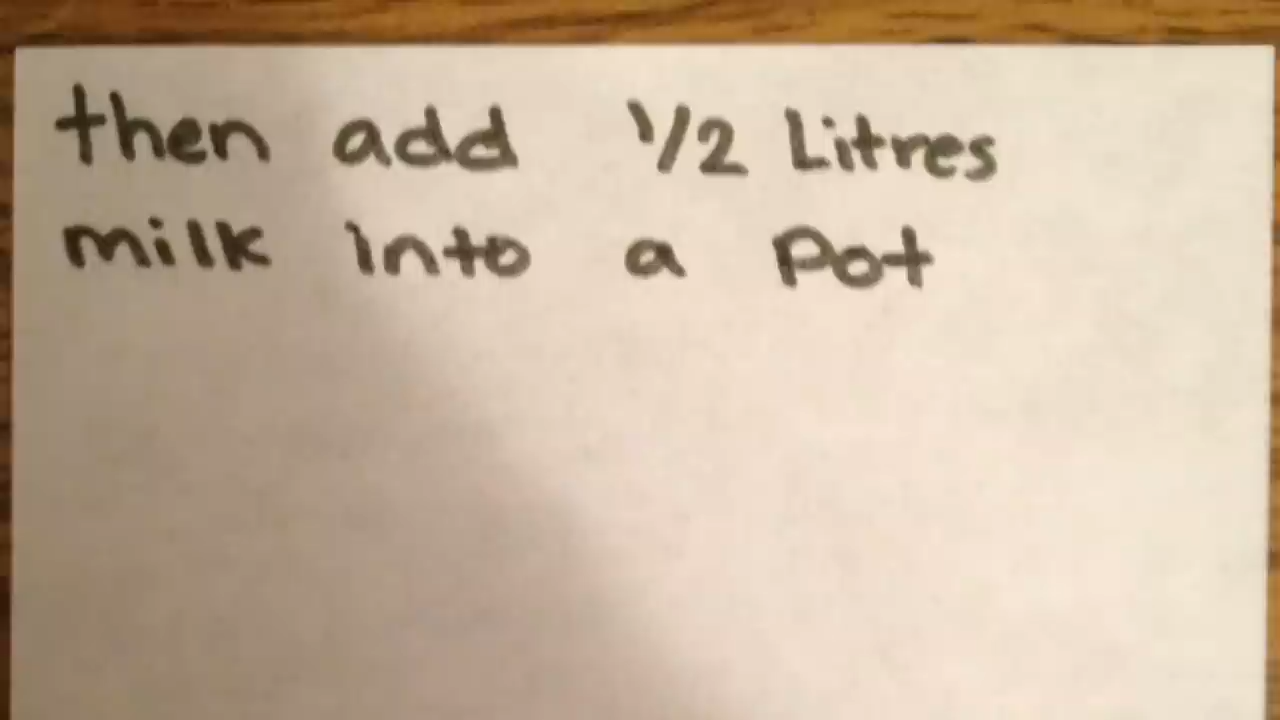 then add 1/2 Litres
milk into a pot